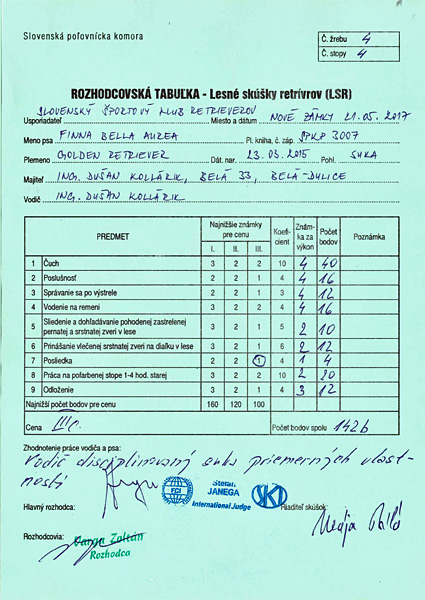 Slovenská poľovnícka komora
Č. žrebu 4
Č. stopy 4
ROZHODCOVSKÁ TABUĽKA - Lesné skúšky retrívrov (LSR)
SLOVENSKÝ ŠPORTOVÝ KLUB RETRIEVEROV
Usporiadateľ Miesto a dátum NOVÉ ZÁMKY 21.05.2017
Meno psa FINNA BELLA AUREA Pl. kniha, č. záp. SPKP 3007
Plemeno GOLDEN RETRIEVER Dát. nar. 23.03.2015 Pohl. SUKA
Majiteľ ING. DUŠAN KOLLÁRIK, BELÁ 33, BELÁ-DULICE
Vodič ING. DUŠAN KOLLÁRIK
PREDMET Najnižšie známky pre cenu I. II. III. Koeficient Známka za výkon Počet bodov Poznámka
1 Čuch 3 2 2 10 4 40
2 Poslušnosť 2 2 1 4 4 16
3 Správanie sa po výstrele 2 2 1 3 4 12
4 Vodenie na remeni 2 2 2 4 4 16
5 Sliedenie a dohľadávanie pohodenej zastrelenej pernatej a srstnatej zveri v lese 3 2 1 5 2 10
6 Prinášanie vlečenej srstnatej zveri na diaľku v lese 3 2 1 6 2 12
7 Posliedka 2 2 1 4 1 4
8 Práca na pofarbenej stope 1-4 hod. starej 3 2 2 10 2 20
9 Odloženie 3 2 1 4 3 12
Najnižší počet bodov pre cenu 160 120 100
Cena III.c. Počet bodov spolu 142b
Zhodnotenie práce vodiča a psa:
Vodič disciplinovaný suka priemerných vlastností
FCI
Štefan JANEGA
International Judge
SKJ
Hlavný rozhodca: Riaditeľ skúšok:
Rozhodcovia: Varga Zoltán
Rozhodca